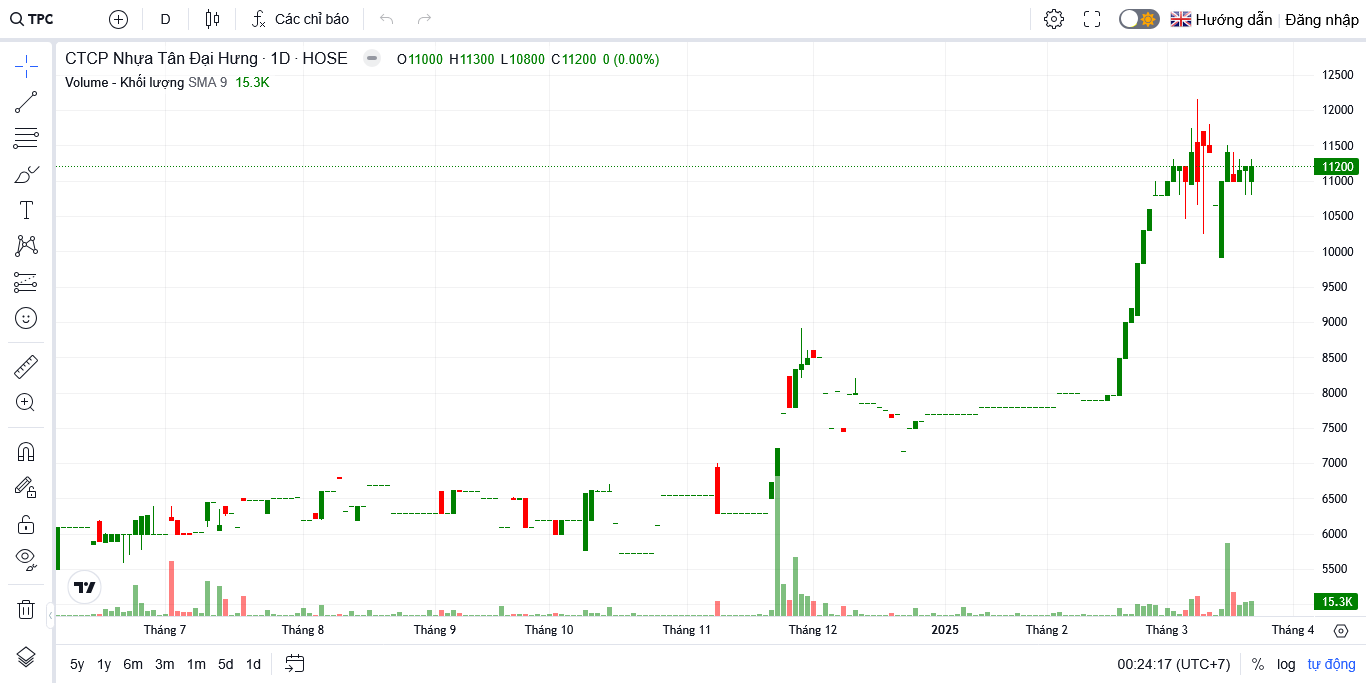 TPC D Các chỉ báo Hướng dẫn Đăng nhập
CTCP Nhựa Tân Đại Hưng · 1D · HOSE O11000 H11300 L10800 C11200 0 (0.00%)
Volume - Khối lượng SMA 9 15.3K
12500
12000
11500
11200
11000
10500
10000
9500
9000
8500
8000
7500
7000
6500
6000
5500
15.3K
Tháng 7 Tháng 8 Tháng 9 Tháng 10 Tháng 11 Tháng 12 2025 Tháng 2 Tháng 3 Tháng 4
5y 1y 6m 3m 1m 5d 1d 00:24:17 (UTC+7) % log tự động